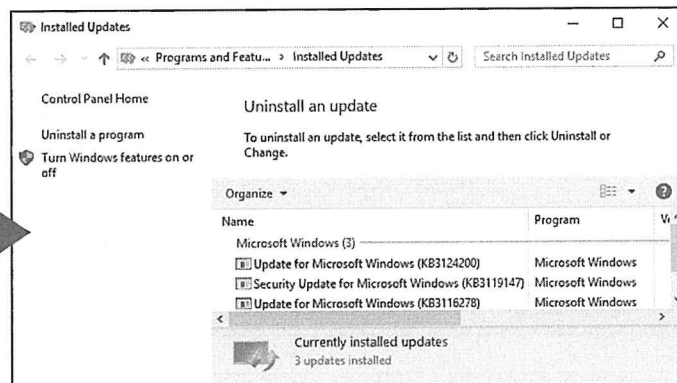 Installed Updates
« Programs and Featu... › Installed Updates
Search Installed Updates
Control Panel Home
Uninstall a program
Turn Windows features on or
off
Uninstall an update
To uninstall an update, select it from the list and then click Uninstall or
Change.
Organize
Name Program
Microsoft Windows (3)
Update for Microsoft Windows (KB3124200) Microsoft Windows
Security Update for Microsoft Windows (KB3119147) Microsoft Windows
Update for Microsoft Windows (KB3116278) Microsoft Windows
Currently installed updates
3 updates installed